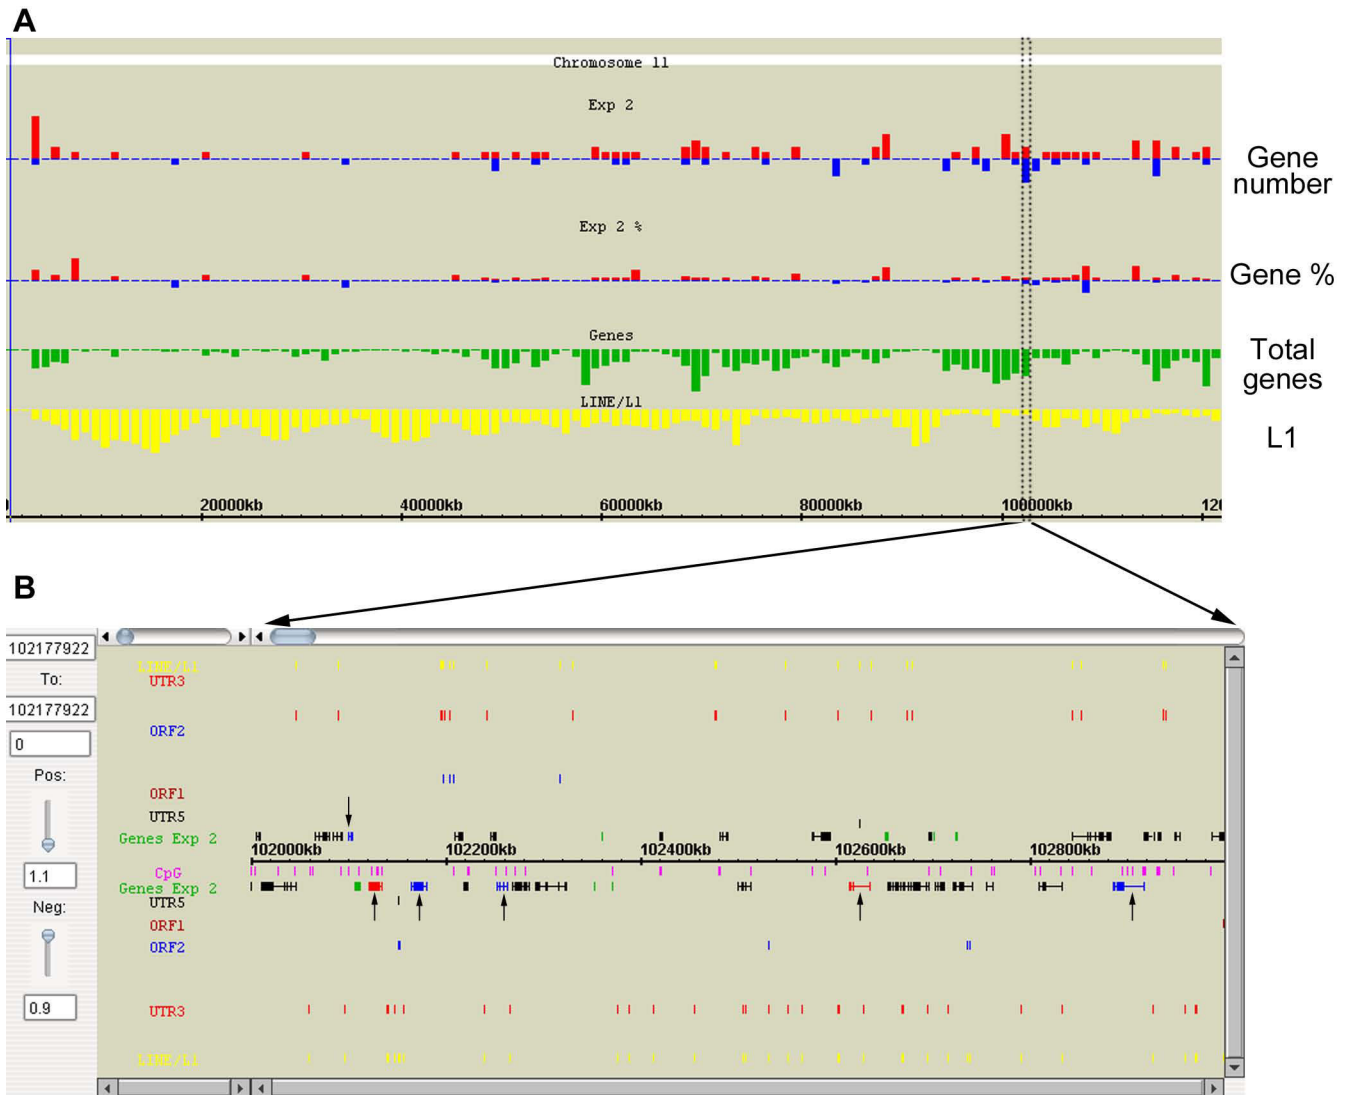 A
Chromosome 11
Exp 2
Gene number
Exp 2 %
Gene %
Genes
Total genes
LINE/L1
L1
20000kb 40000kb 60000kb 80000kb 100000kb 120
B
102177922
To:
102177922
0
Pos:
1.1
Neg:
0.9
LINE/L1
UTR3
ORF2
ORF1
UTR5
Genes Exp 2
102000kb 102200kb 102400kb 102600kb 102800kb
CpG
Genes Exp 2
UTR5
ORF1
ORF2
UTR3
LINE/L1